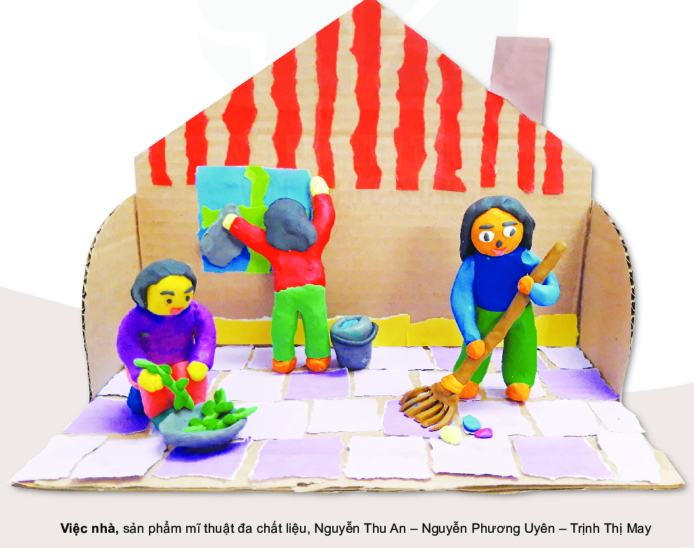 Việc nhà, sản phẩm mĩ thuật đa chất liệu, Nguyễn Thu An – Nguyễn Phương Uyên – Trịnh Thị May